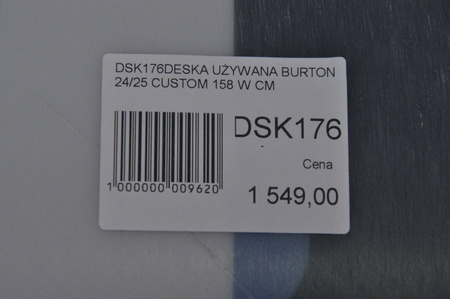 DSK176DESKA UŻYWANA BURTON
24/25 CUSTOM 158 W CM
DSK176
Cena
1 000000 009620
1 549,00